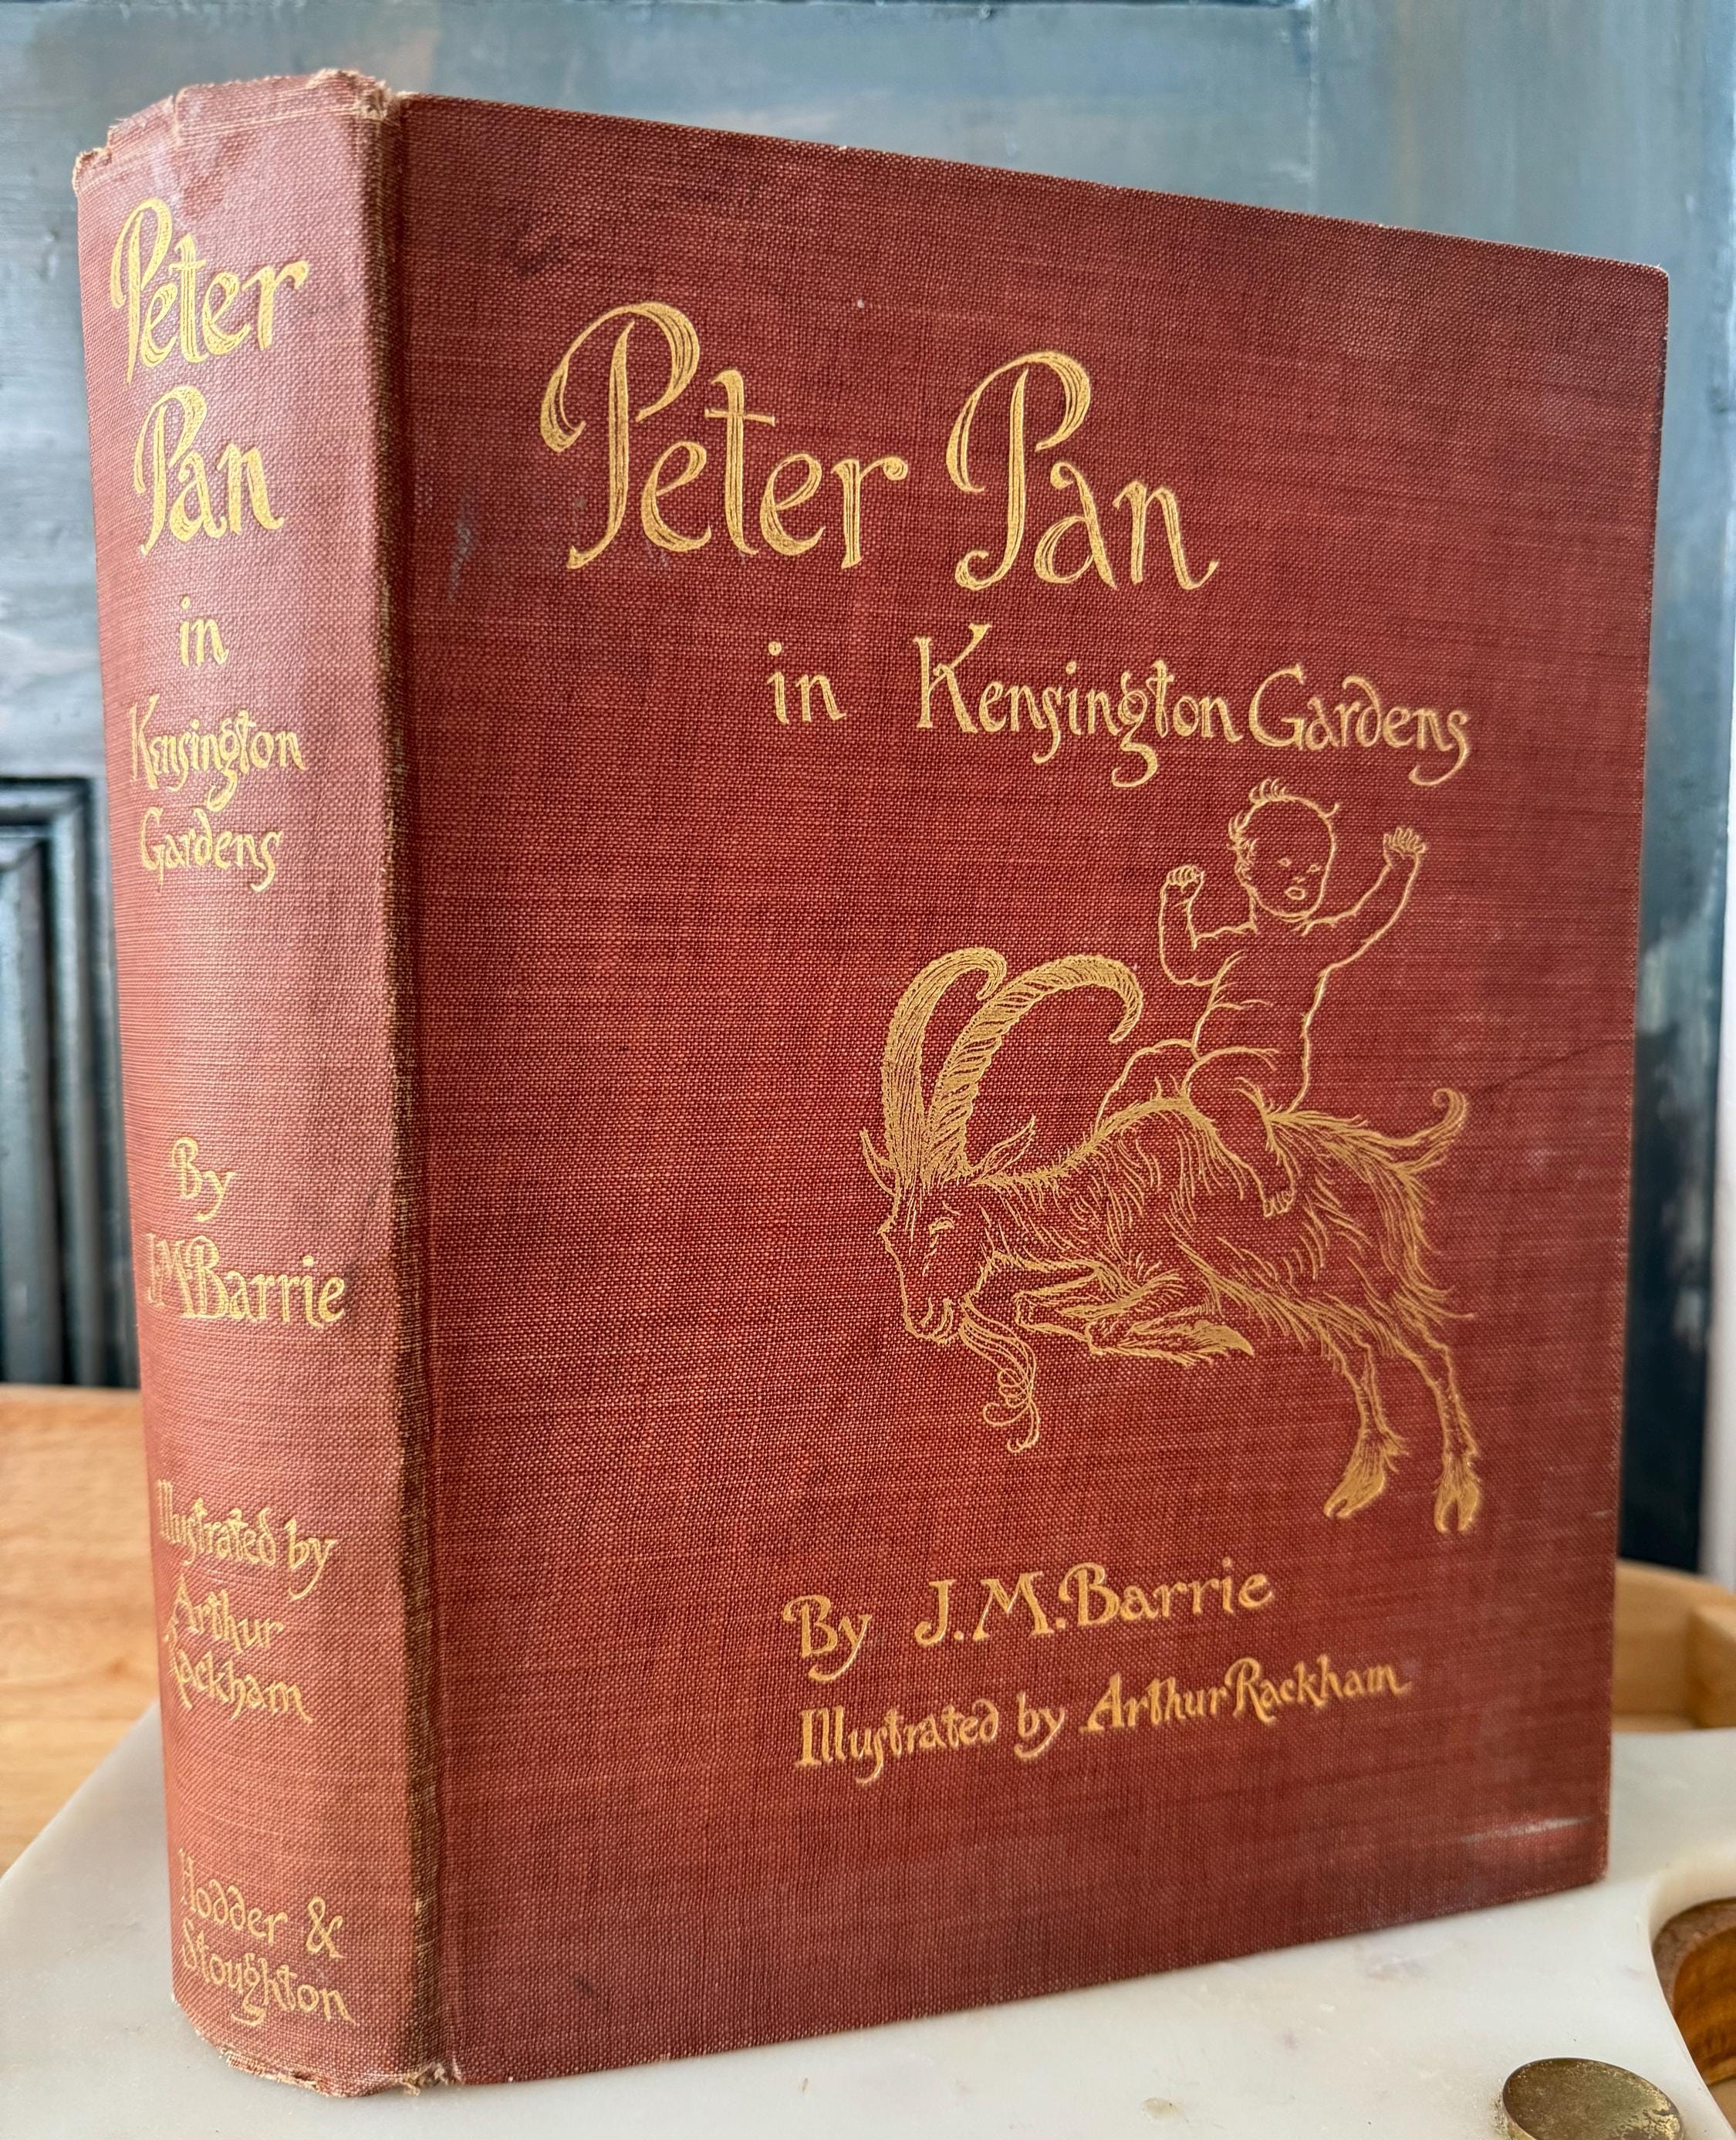 Peter
Pan
in
Kensington
Gardens
By
J.M.Barrie
Illustrated by
Arthur
Rackham
Hodder &
Stoughton
Peter Pan
in Kensington Gardens
By J.M.Barrie
Illustrated by Arthur Rackham